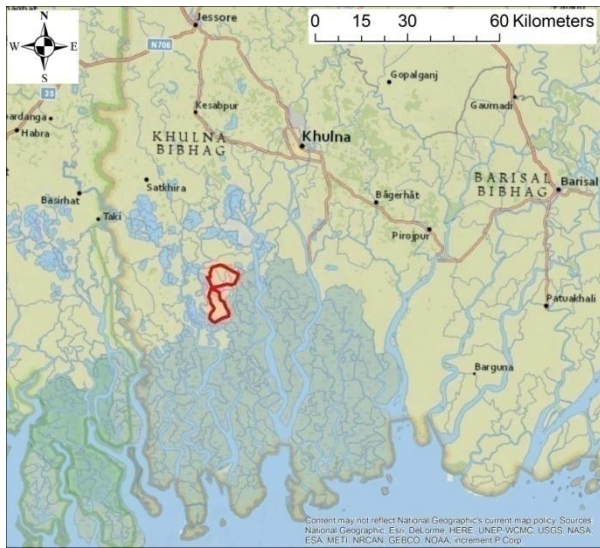 N
W E
S
Jessore
0 15 30 60 Kilometers
N706
Gopalganj
35
Kesabpur
Gaurnadi
ardanga
Habra
KHULNA
BIBHAG
Khulna
BARISAL
BIBHAG
Barisal
Satkhira
Basirhat
Bāgerhāt
Taki
Pirojpur
Patuakhali
Barguna
Content may not reflect National Geographic's current map policy. Sources:
National Geographic, Esri, DeLorme, HERE, UNEP-WCMC, USGS, NASA,
ESA, METI, NRCAN, GEBCO, NOAA, increment P Corp.